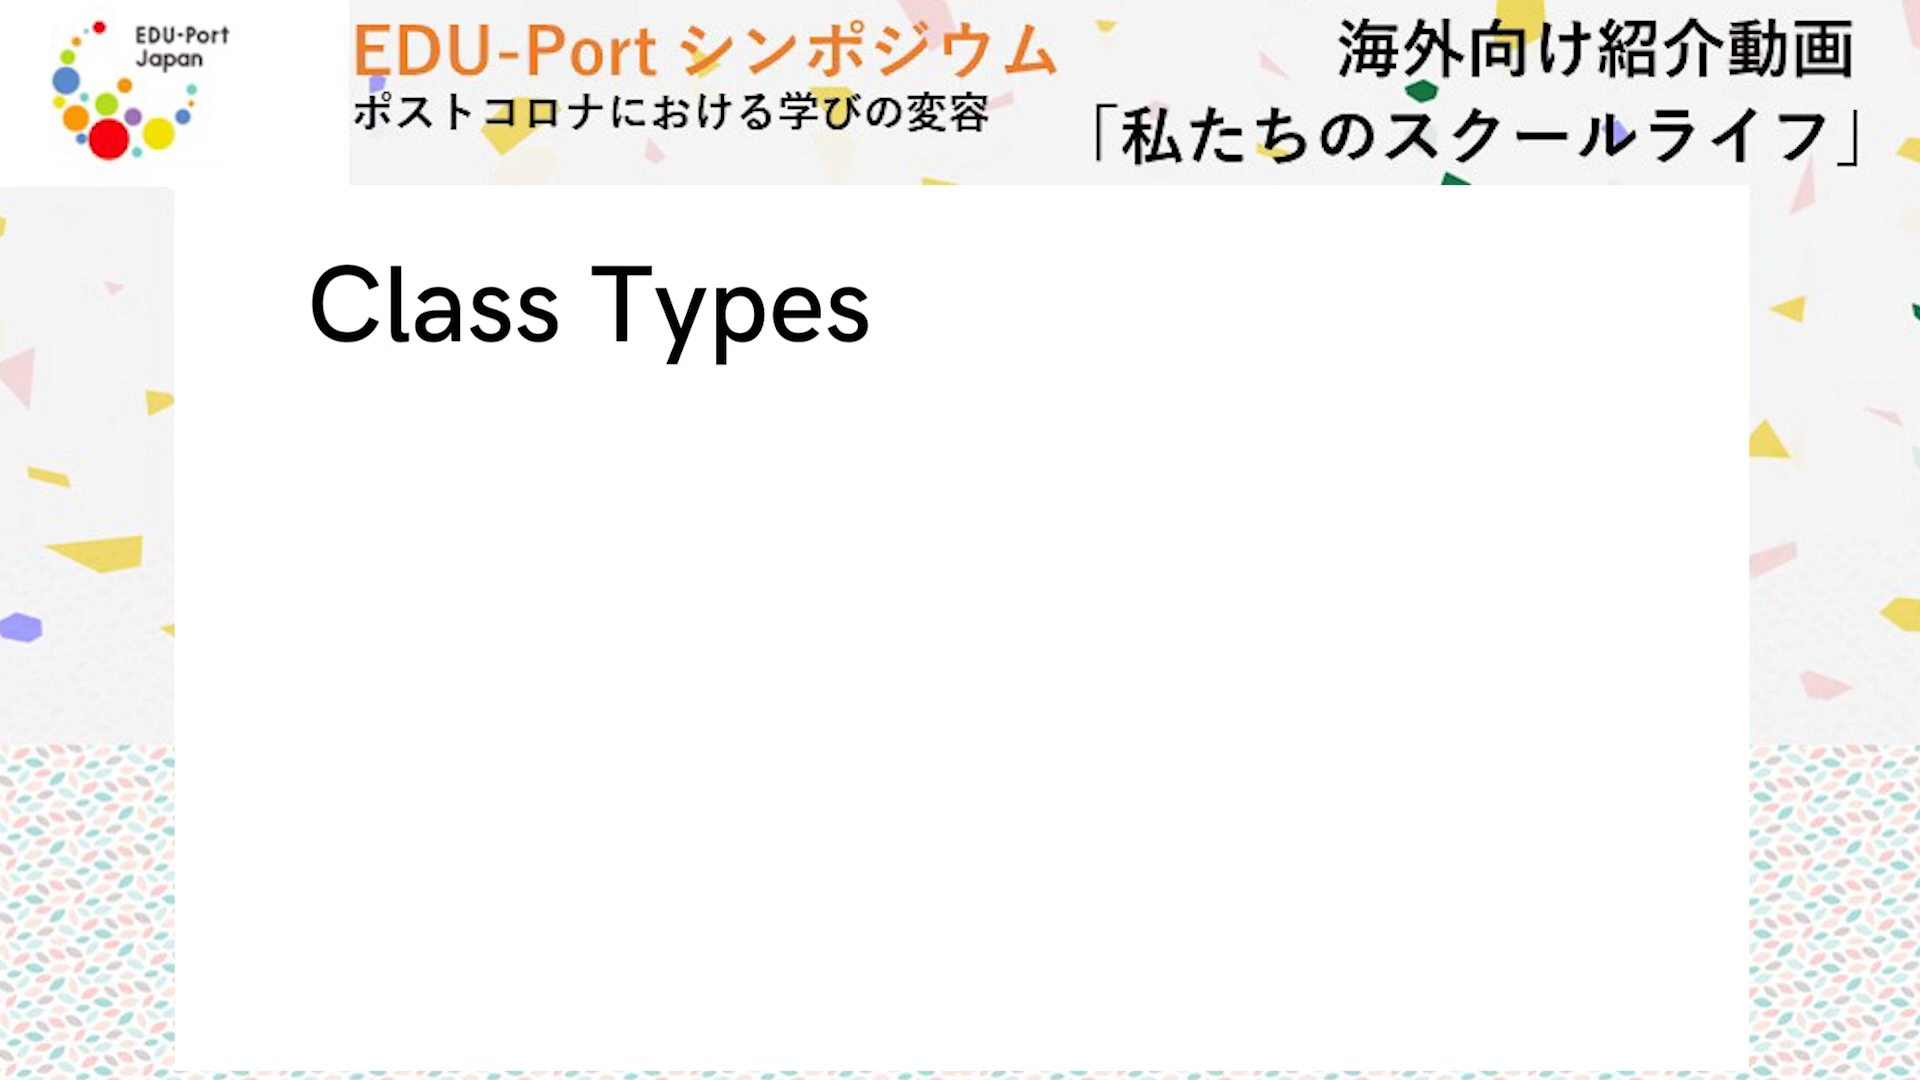 EDU-Port
Japan
EDU-Port シンポジウム
ポストコロナにおける学びの変容
海外向け紹介動画
「私たちのスクールライフ」
Class Types